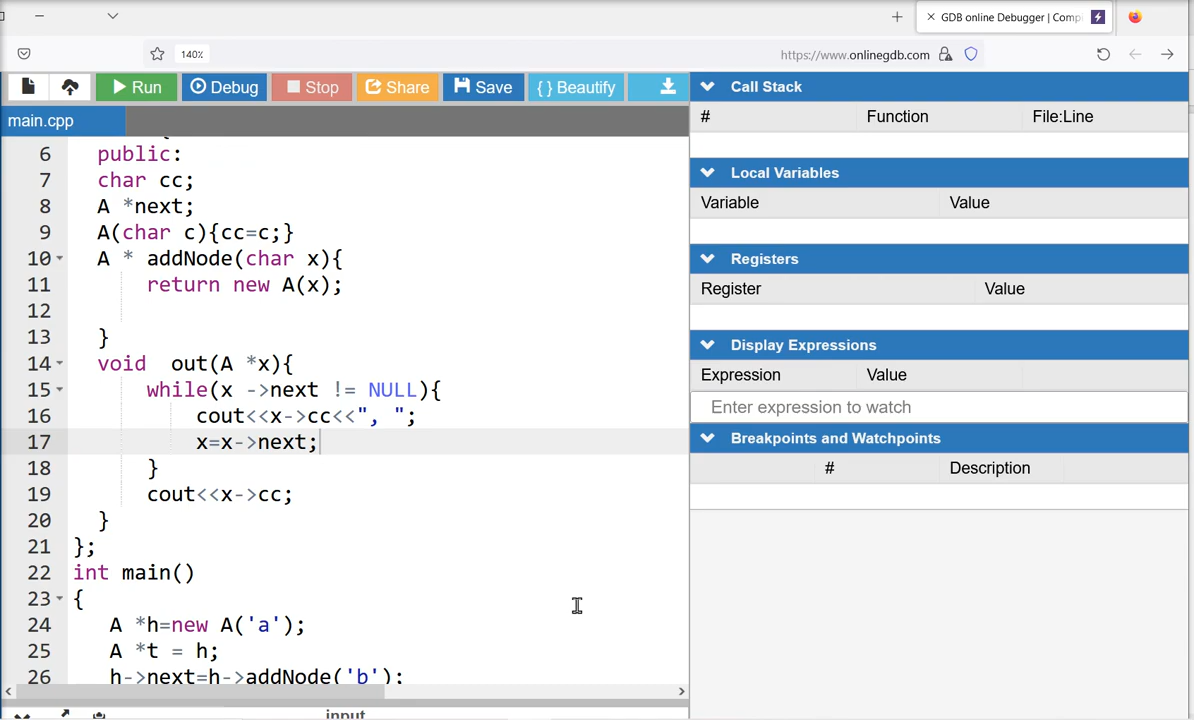 GDB online Debugger | Comp
140%
https://www.onlinegdb.com
Run
Debug
Stop
Share
Save
{ } Beautify
main.cpp
6 public:
7 char cc;
8 A *next;
9 A(char c){cc=c;}
10 A * addNode(char x){
11 return new A(x);
12
13 }
14 void out(A *x){
15 while(x ->next != NULL){
16 cout<<x->cc<<", ";
17 x=x->next;
18 }
19 cout<<x->cc;
20 }
21 };
22 int main()
23 {
24 A *h=new A('a');
25 A *t = h;
26 h->next=h->addNode('b');
input
Call Stack
# Function File:Line
Local Variables
Variable Value
Registers
Register Value
Display Expressions
Expression Value
Enter expression to watch
Breakpoints and Watchpoints
# Description